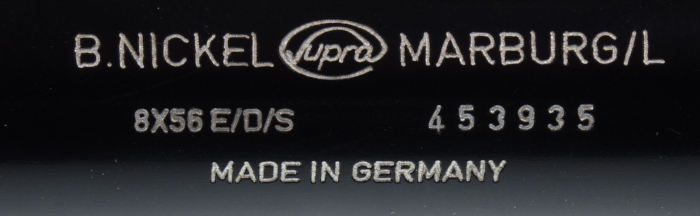 B.NICKEL Supra MARBURG/L
8X56 E/D/S 453935
MADE IN GERMANY